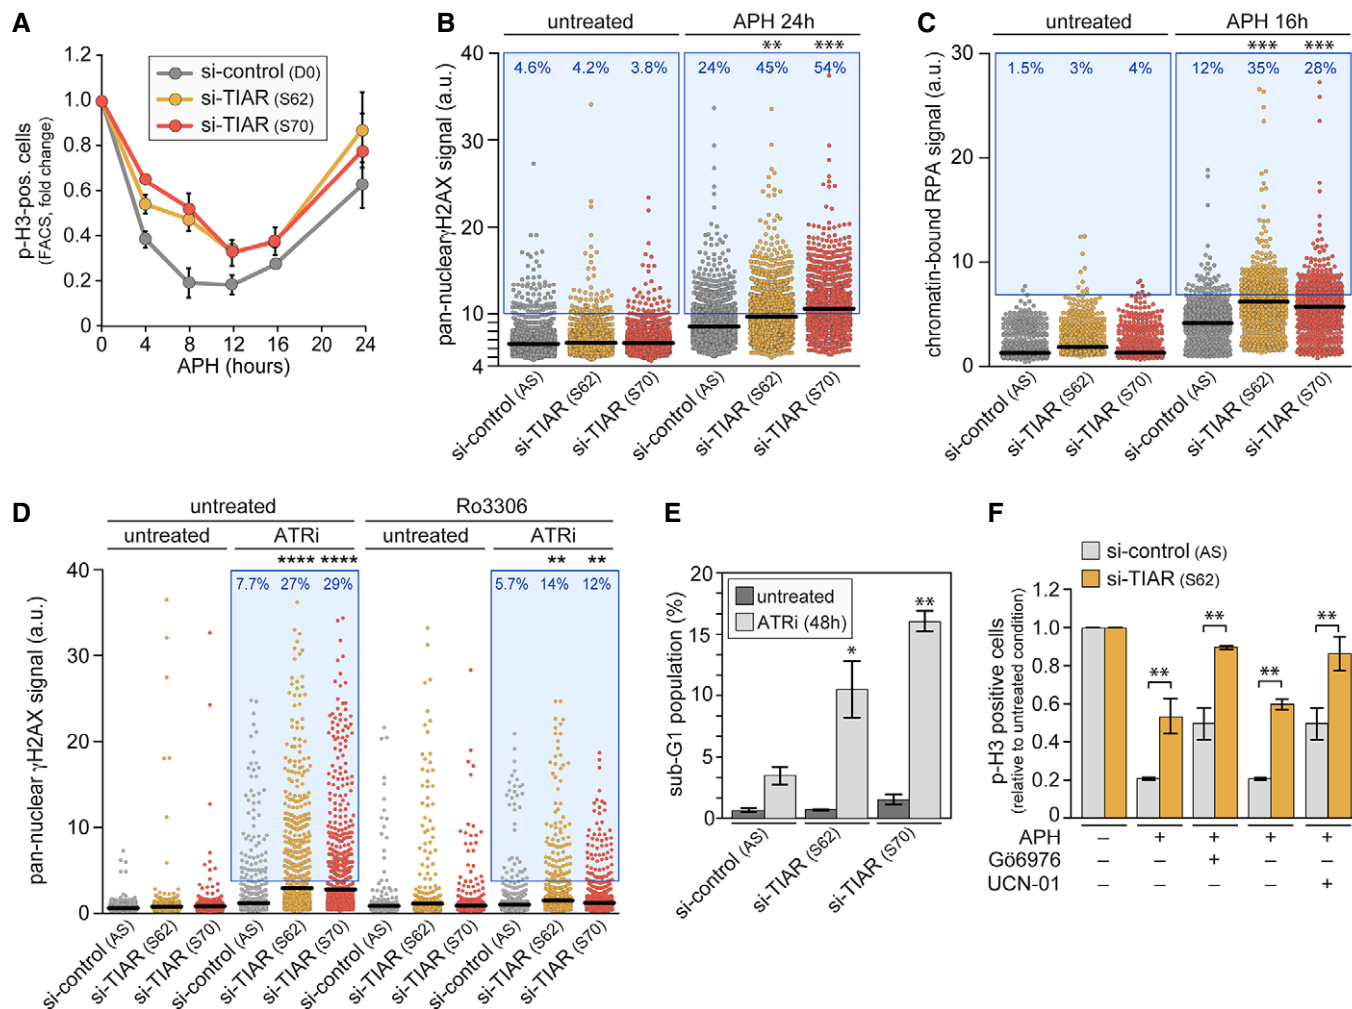 A
p-H3-pos. cells
(FACS, fold change)
1.2
1.0
0.8
0.6
0.4
0.2
0
si-control (D0)
si-TIAR (S62)
si-TIAR (S70)
0 4 8 12 16 20 24
APH (hours)
B
untreated APH 24h
** ***
pan-nuclearγH2AX signal (a.u.)
40
30
20
10
4
4.6% 4.2% 3.8% 24% 45% 54%
si-control (AS)
si-TIAR (S62)
si-TIAR (S70)
si-control (AS)
si-TIAR (S62)
si-TIAR (S70)
C
untreated APH 16h
*** ***
chromatin-bound RPA signal (a.u.)
30
20
10
0
1.5% 3% 4% 12% 35% 28%
si-control (AS)
si-TIAR (S62)
si-TIAR (S70)
si-control (AS)
si-TIAR (S62)
si-TIAR (S70)
D
untreated Ro3306
untreated ATRi untreated ATRi
**** **** ** **
pan-nuclear γH2AX signal (a.u.)
40
30
20
10
0
7.7% 27% 29% 5.7% 14% 12%
si-control (AS)
si-TIAR (S62)
si-TIAR (S70)
si-control (AS)
si-TIAR (S62)
si-TIAR (S70)
si-control (AS)
si-TIAR (S62)
si-TIAR (S70)
si-control (AS)
si-TIAR (S62)
si-TIAR (S70)
E
sub-G1 population (%)
20
15
10
5
0
untreated
ATRi (48h)
* **
si-control (AS)
si-TIAR (S62)
si-TIAR (S70)
F
si-control (AS)
si-TIAR (S62)
p-H3 positive cells
(relative to untreated condition)
1.2
1.0
0.8
0.6
0.4
0.2
0
** ** ** **
APH – + + + +
Gö6976 – – + – –
UCN-01 – – – – +